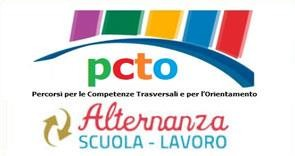 pcto
Percorsi per le Competenze Trasversali e per l'Orientamento
Alternanza
SCUOLA - LAVORO